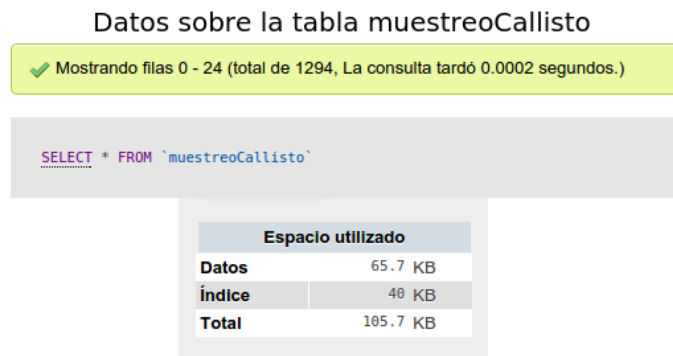 Datos sobre la tabla muestreoCallisto
Mostrando filas 0 - 24 (total de 1294, La consulta tardó 0.0002 segundos.)
SELECT * FROM `muestreoCallisto`
Espacio utilizado
Datos 65.7 KB
Índice 40 KB
Total 105.7 KB